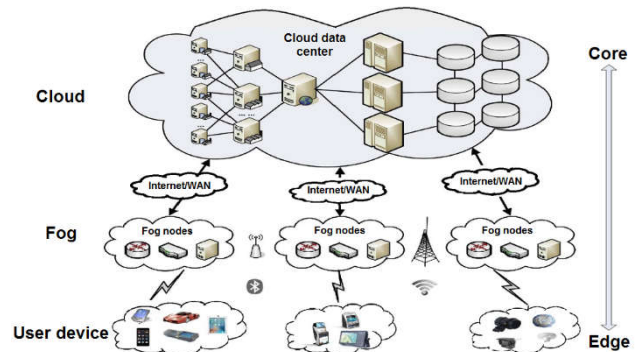 Cloud data
center
Core
Cloud
...
...
... ...
Internet/WAN
Internet/WAN
Internet/WAN
Fog
Fog nodes
Fog nodes
Fog nodes
User device
Edge